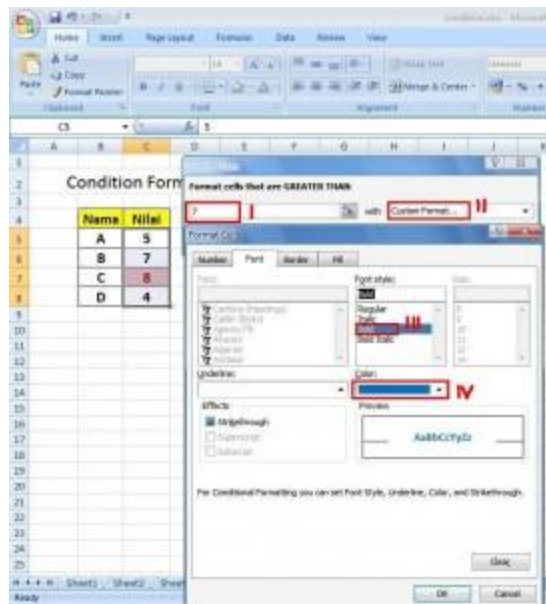 Home Insert Page Layout Formulas Data Review View
Cut
Copy
Paste
Format Painter
Merge & Center
Clipboard Font Alignment Number
C5 5
A B C D E F G H I J
Condition Form
Nama Nilai
A 5
B 7
C 8
D 4
Format cells that are GREATER THAN:
7 I with Custom Format... II
Number Font Border Fill
Font: Font style: Size:
Bold
Regular
Italic
Bold III
Bold Italic
Underline: Color:
IV
Effects Preview
Strikethrough
Superscript
Subscript
AaBbCcYyZz
For Conditional Formatting you can set Font Style, Underline, Color, and Strikethrough.
Clear
OK Cancel
Sheet1 Sheet2 Sheet
Ready